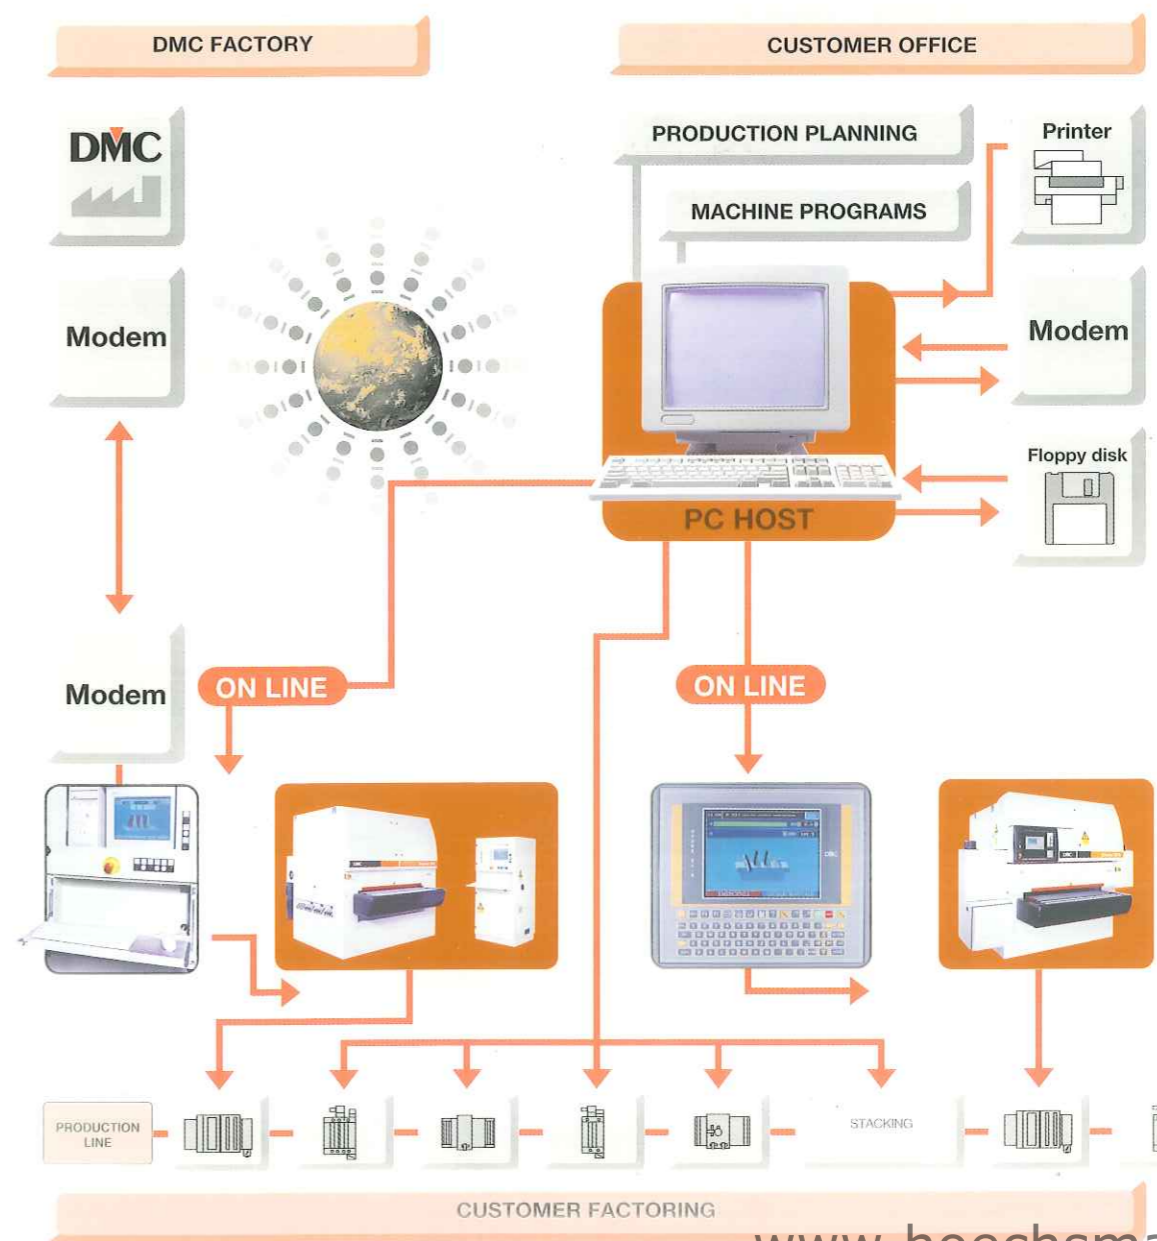 DMC FACTORY
CUSTOMER OFFICE
DMC
PRODUCTION PLANNING
Printer
MACHINE PROGRAMS
Modem
Modem
Floppy disk
PC HOST
Modem
ON LINE
ON LINE
PRODUCTION
LINE
STACKING
CUSTOMER FACTORING